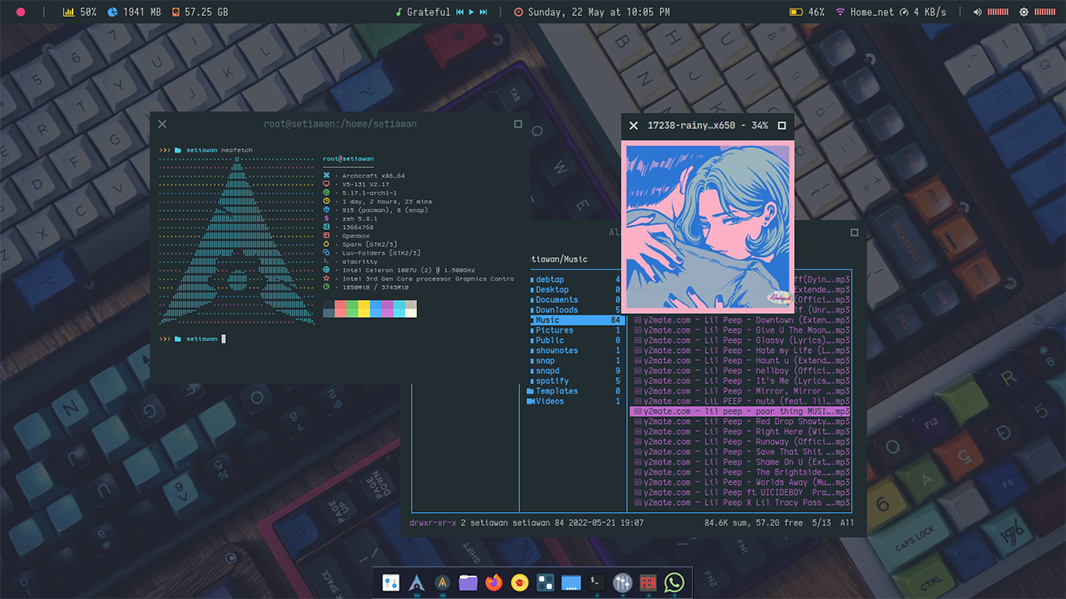 50% 1941 MB 57.25 GB Grateful Sunday, 22 May at 10:05 PM 46% Home_net 4 KB/s
root@setiawan:/home/setiawan
>>> setiawan neofetch
root@setiawan
· Archcraft x86.64
· V5-131 V2.17
· 5.17.1-arch1-1
· 1 day, 2 hours, 23 mins
· 915 (pacman), 8 (snap)
· zsh 5.8.1
· 1366x768
· Openbox
· Spark [GTK2/3]
· Luv-Folders [GTK2/3]
· alacritty
· Intel Celeron 1007U (2) @ 1.500GHz
· Intel 3rd Gen Core processor Graphics Contro
· 1850MiB / 3743MiB
>>> setiawan
17238-rainy…x650 - 34%
tiawan/Music
debtap 4
Desktop 0
Documents 0
Downloads
Music 84
Pictures 1
Public 0
shownotes 1
snap 1
snapd 9
spotify 5
Templates 0
Videos 1
ff(Dyin….mp3
Extende….mp3
(Offici….mp3
f (Unr….mp3
y2mate.com - Lil Peep - Downtown (Exten….mp3
y2mate.com - Lil Peep - Give U The Moon….mp3
y2mate.com - Lil Peep - Glassy (Lyrics)….mp3
y2mate.com - Lil Peep - Hate my Life (L….mp3
y2mate.com - Lil Peep - Haunt u (Extend….mp3
y2mate.com - Lil Peep - hellboy (Offici….mp3
y2mate.com - Lil Peep - It's Me (Lyrics….mp3
y2mate.com - Lil Peep - Mirror, Mirror ….mp3
y2mate.com - LiL PEEP - nuts (feat. lil….mp3
y2mate.com - lil peep - poor thing MUSI….mp3
y2mate.com - Lil Peep - Red Drop Shawty….mp3
y2mate.com - Lil Peep - Right Here (Wit….mp3
y2mate.com - Lil Peep - Runaway (Offici….mp3
y2mate.com - Lil Peep - Save That Shit ….mp3
y2mate.com - Lil Peep - Shame On U (Ext….mp3
y2mate.com - Lil Peep - The Brightside….mp3
y2mate.com - Lil Peep - Worlds Away (Mu….mp3
y2mate.com - Lil Peep ft UICIDEBOY Pra….mp3
y2mate.com - Lil Peep X Lil Tracy Pass ….mp3
drwxr-xr-x 2 setiawan setiawan 84 2022-05-21 19:07 84.6K sum, 57.2G free 5/13 All
CAPS LOCK
CTRL
FEH